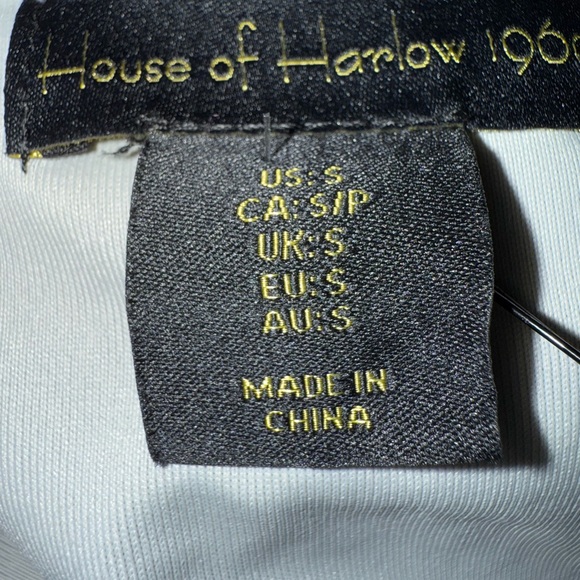 House of Harlow 196
US: S
CA: S/P
UK: S
EU: S
AU: S
MADE IN
CHINA